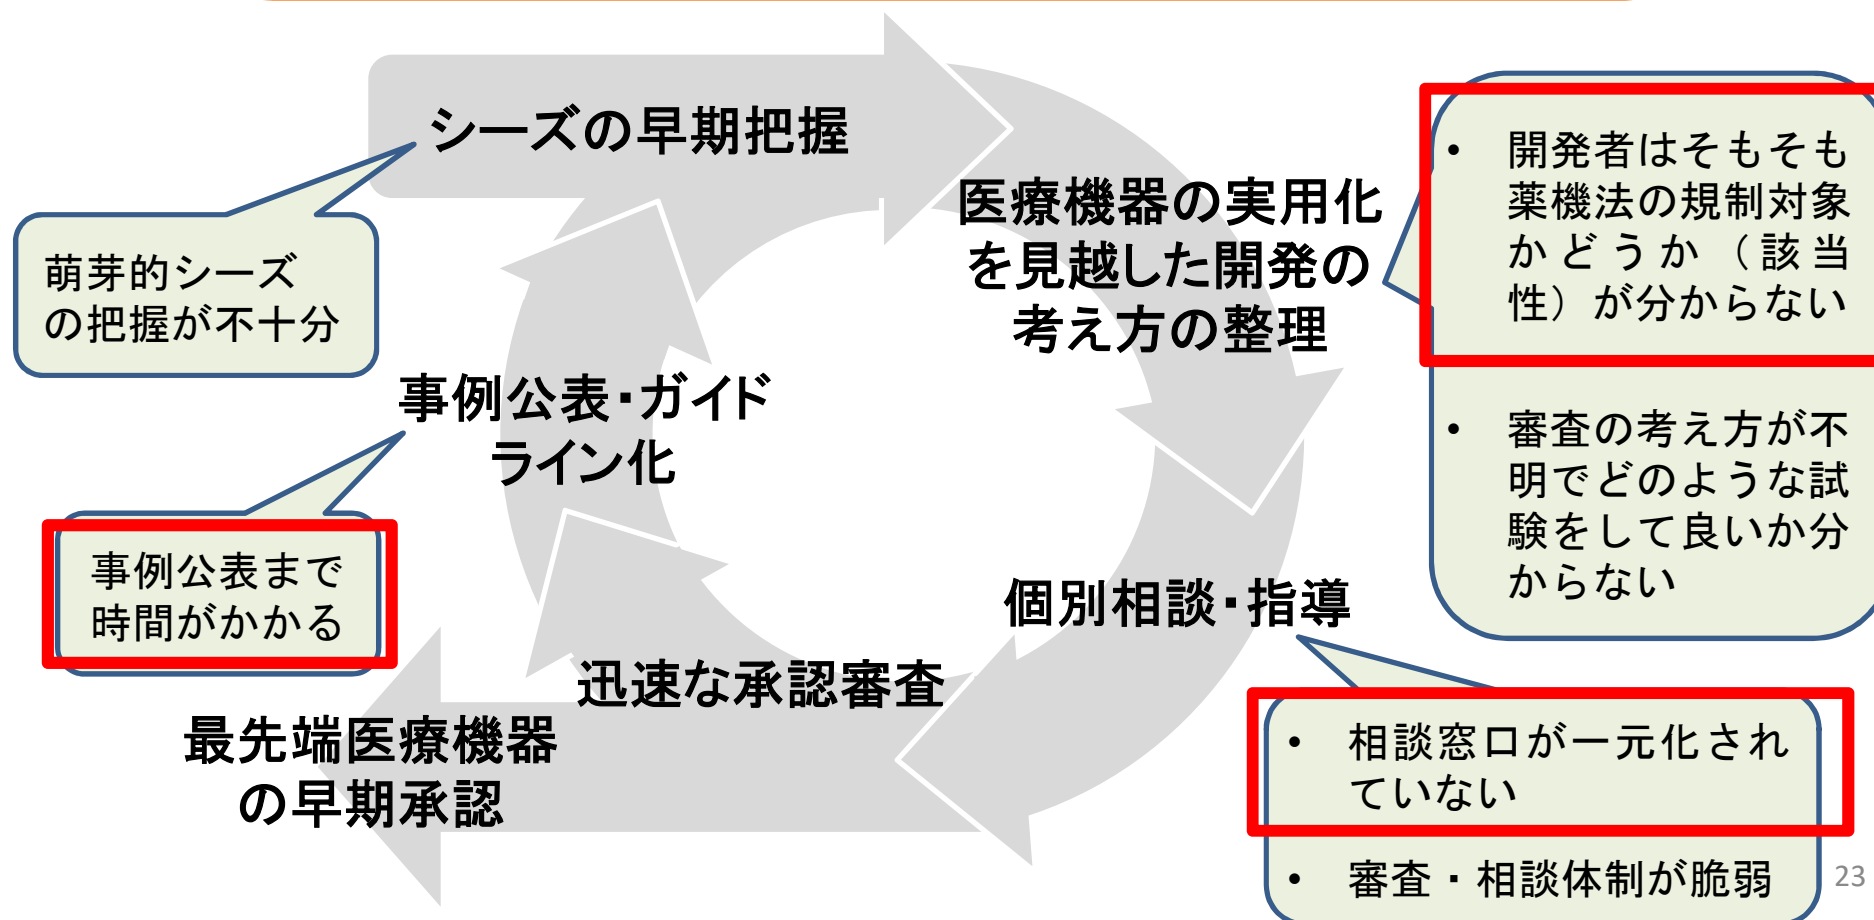 シーズの早期把握
萌芽的シーズ
の把握が不十分
医療機器の実用化
を見越した開発の
考え方の整理
• 開発者はそもそも
薬機法の規制対象
かどうか（該当
性）が分からない
• 審査の考え方が不
明でどのような試
験をして良いか分
からない
事例公表・ガイド
ライン化
事例公表まで
時間がかかる
個別相談・指導
• 相談窓口が一元化され
ていない
• 審査・相談体制が脆弱
迅速な承認審査
最先端医療機器
の早期承認
23